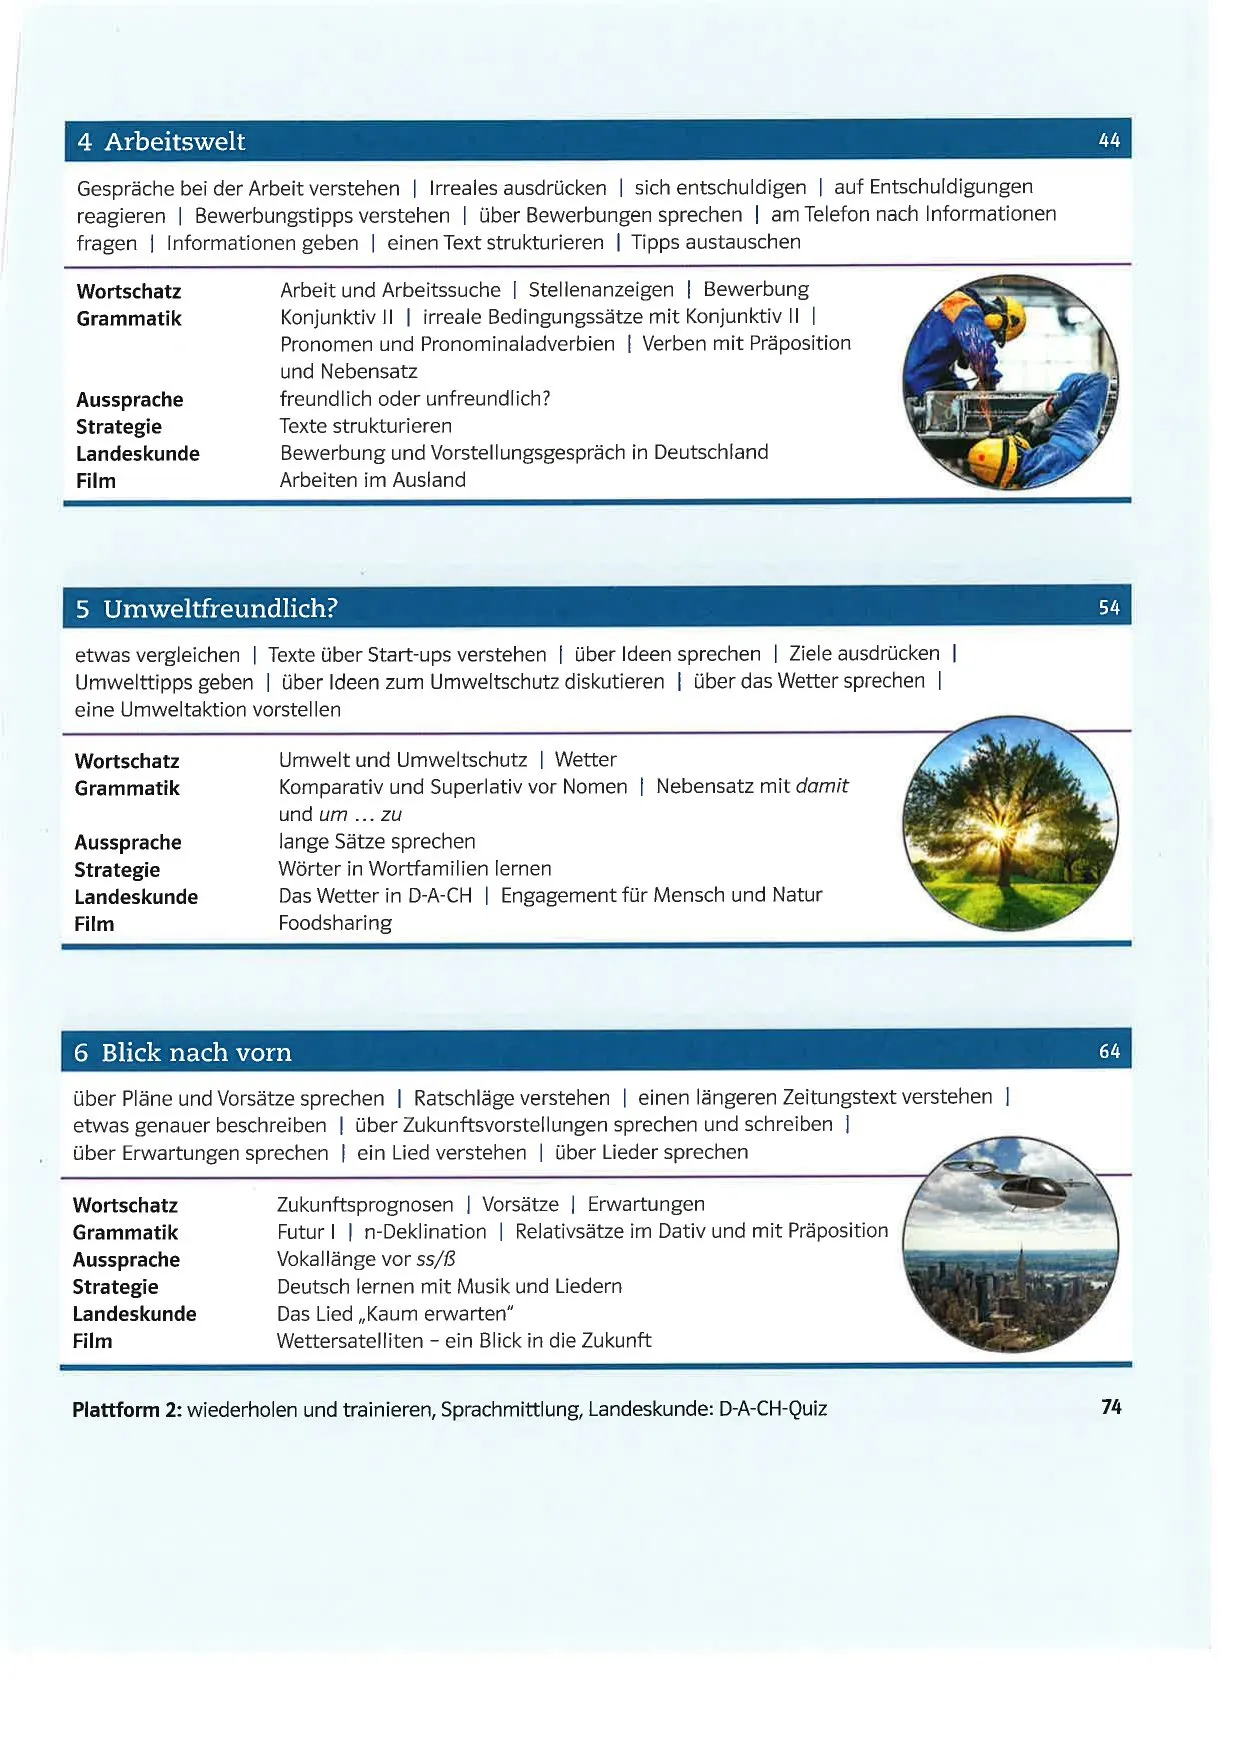 4 Arbeitswelt 44
Gespräche bei der Arbeit verstehen | Irreales ausdrücken | sich entschuldigen | auf Entschuldigungen
reagieren | Bewerbungstipps verstehen | über Bewerbungen sprechen | am Telefon nach Informationen
fragen | Informationen geben | einen Text strukturieren | Tipps austauschen
Wortschatz Arbeit und Arbeitssuche | Stellenanzeigen | Bewerbung
Grammatik Konjunktiv II | irreale Bedingungssätze mit Konjunktiv II |
Pronomen und Pronominaladverbien | Verben mit Präposition
und Nebensatz
Aussprache freundlich oder unfreundlich?
Strategie Texte strukturieren
Landeskunde Bewerbung und Vorstellungsgespräch in Deutschland
Film Arbeiten im Ausland
5 Umweltfreundlich? 54
etwas vergleichen | Texte über Start-ups verstehen | über Ideen sprechen | Ziele ausdrücken |
Umwelttipps geben | über Ideen zum Umweltschutz diskutieren | über das Wetter sprechen |
eine Umweltaktion vorstellen
Wortschatz Umwelt und Umweltschutz | Wetter
Grammatik Komparativ und Superlativ vor Nomen | Nebensatz mit damit
und um ... zu
Aussprache lange Sätze sprechen
Strategie Wörter in Wortfamilien lernen
Landeskunde Das Wetter in D-A-CH | Engagement für Mensch und Natur
Film Foodsharing
6 Blick nach vorn 64
über Pläne und Vorsätze sprechen | Ratschläge verstehen | einen längeren Zeitungstext verstehen |
etwas genauer beschreiben | über Zukunftsvorstellungen sprechen und schreiben |
über Erwartungen sprechen | ein Lied verstehen | über Lieder sprechen
Wortschatz Zukunftsprognosen | Vorsätze | Erwartungen
Grammatik Futur I | n-Deklination | Relativsätze im Dativ und mit Präposition
Aussprache Vokallänge vor ss/ß
Strategie Deutsch lernen mit Musik und Liedern
Landeskunde Das Lied „Kaum erwarten"
Film Wettersatelliten – ein Blick in die Zukunft
Plattform 2: wiederholen und trainieren, Sprachmittlung, Landeskunde: D-A-CH-Quiz 74